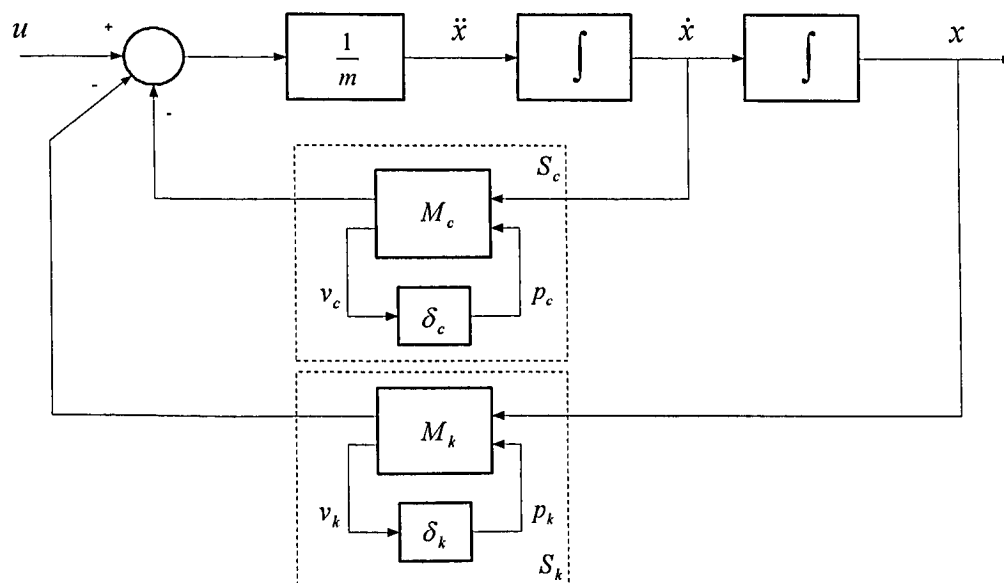 u
+
-
-
1/m
ẍ
∫
ẋ
∫
x
S_c
M_c
v_c
δ_c
p_c
M_k
v_k
δ_k
p_k
S_k